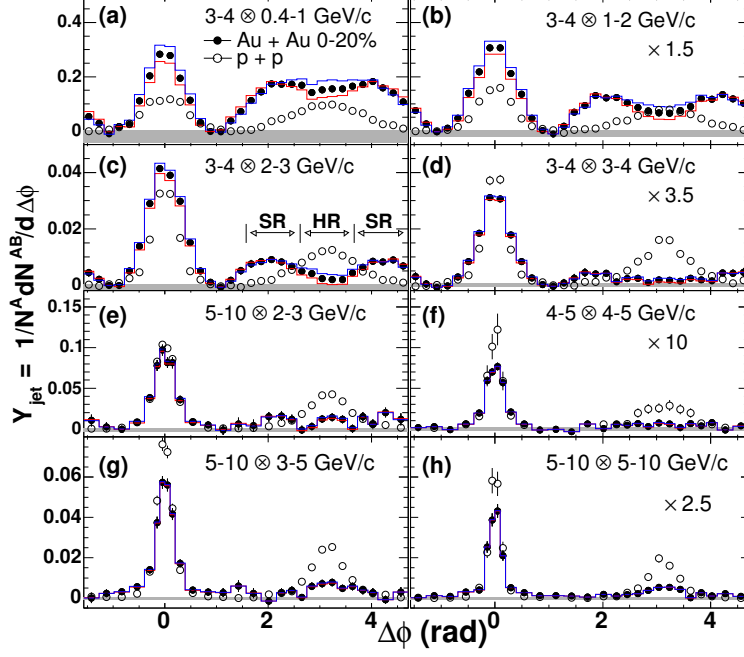 (a) 3-4 ⊗ 0.4-1 GeV/c
Au + Au 0-20%
p + p
0.4
0.2
0
(b) 3-4 ⊗ 1-2 GeV/c
× 1.5
(c) 3-4 ⊗ 2-3 GeV/c
SR HR SR
0.04
0.02
0
(d) 3-4 ⊗ 3-4 GeV/c
× 3.5
(e) 5-10 ⊗ 2-3 GeV/c
0.15
0.1
0.05
0
(f) 4-5 ⊗ 4-5 GeV/c
× 10
(g) 5-10 ⊗ 3-5 GeV/c
0.06
0.04
0.02
0
(h) 5-10 ⊗ 5-10 GeV/c
× 2.5
0 2 4 0 2 4
Δϕ (rad)
Y_jet = 1/N^A dN^AB/d Δϕ